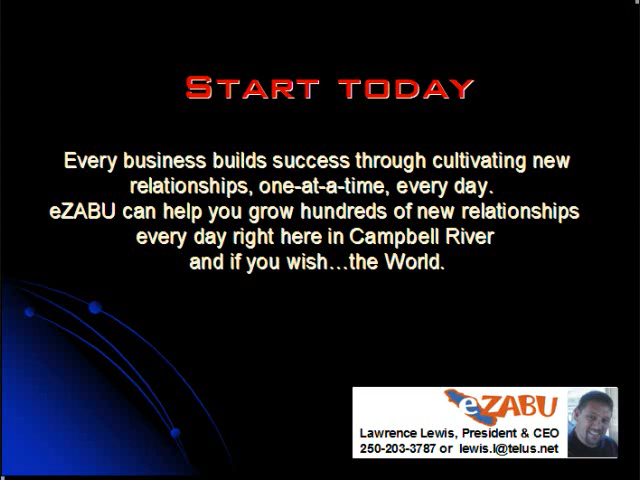 Start today
Every business builds success through cultivating new
relationships, one-at-a-time, every day.
eZABU can help you grow hundreds of new relationships
every day right here in Campbell River
and if you wish...the World.
eZABU
Lawrence Lewis, President & CEO
250-203-3787 or lewis.l@telus.net